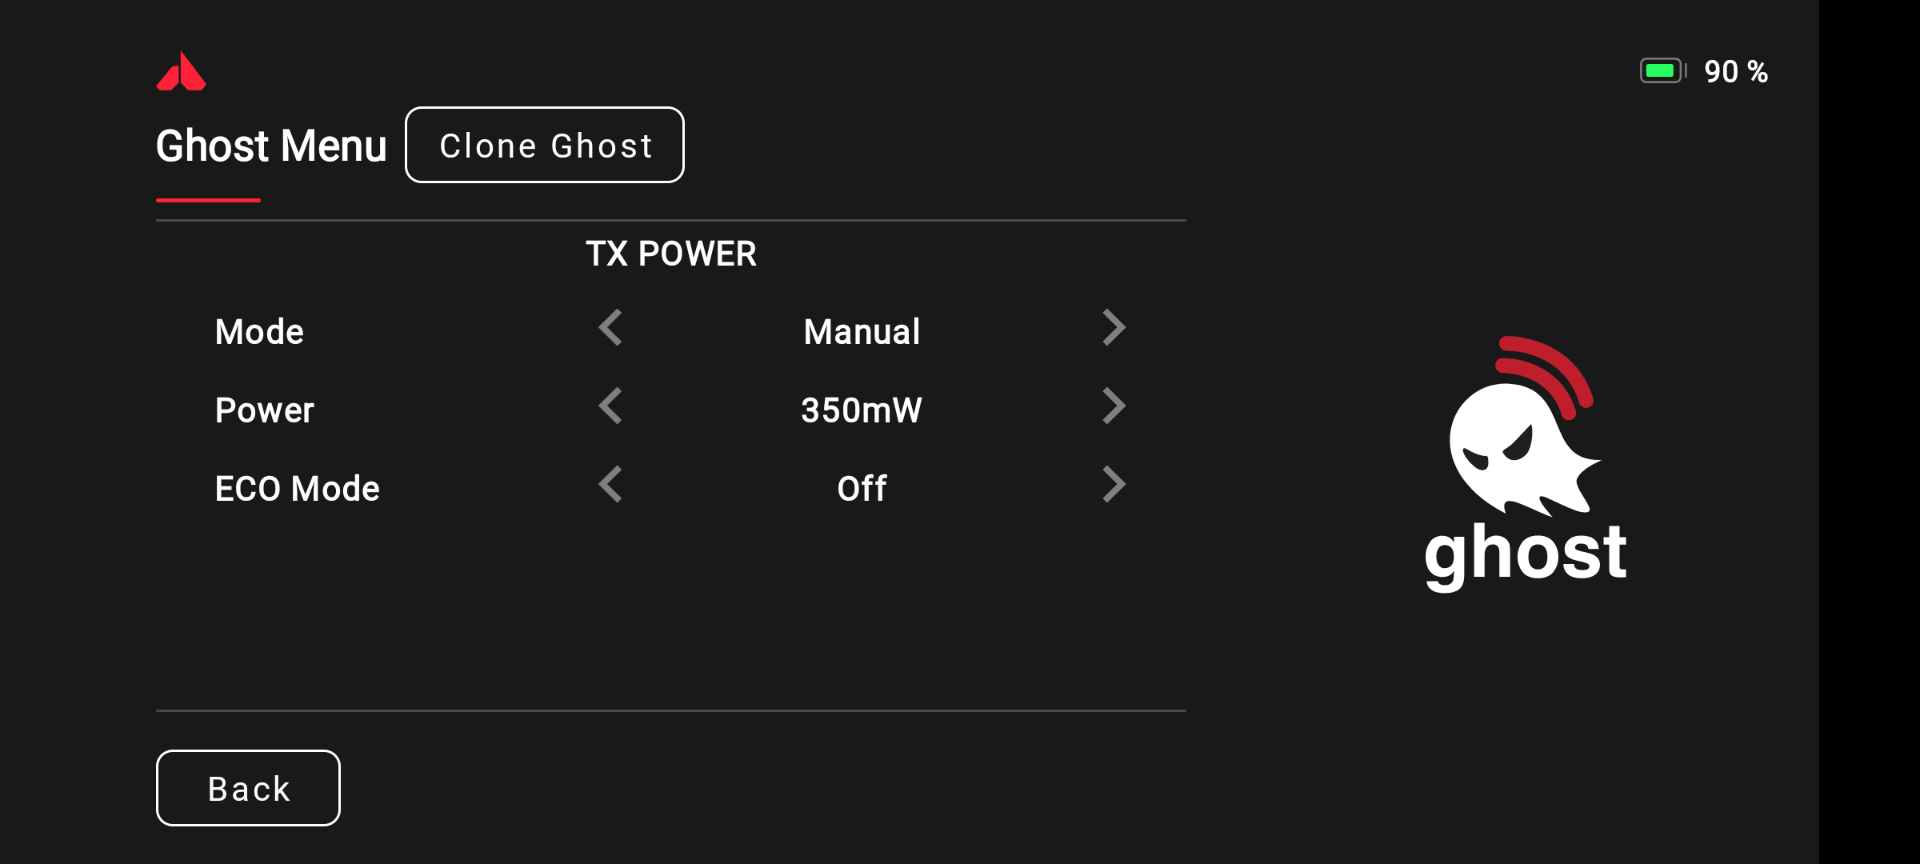 90 %
Ghost Menu
Clone Ghost
TX POWER
Mode Manual
Power 350mW
ECO Mode Off
ghost
Back